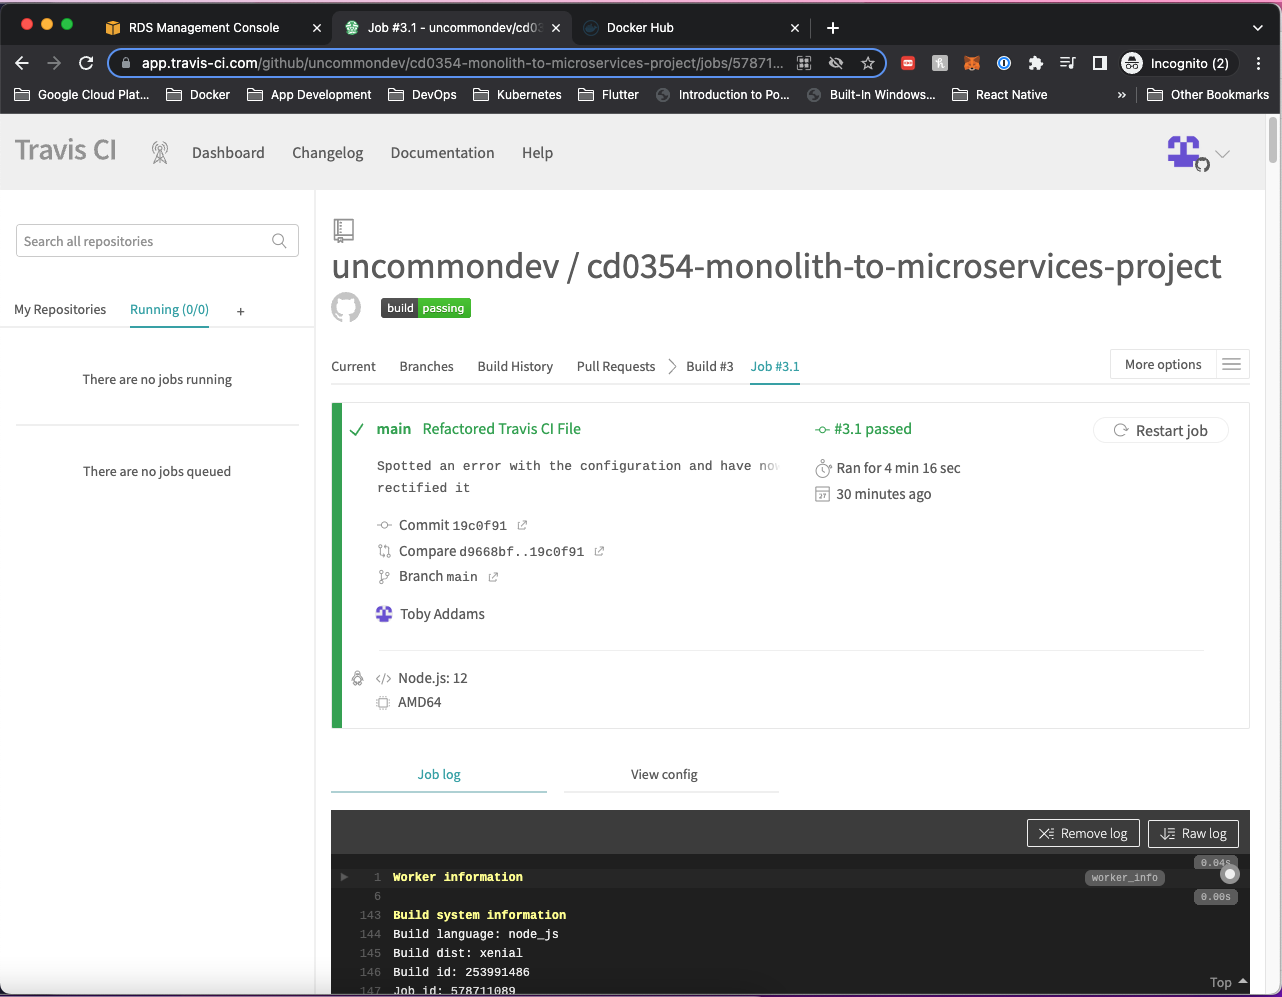 RDS Management Console
Job #3.1 - uncommondev/cd03
Docker Hub
app.travis-ci.com/github/uncommondev/cd0354-monolith-to-microservices-project/jobs/57871...
Incognito (2)
Google Cloud Plat...
Docker
App Development
DevOps
Kubernetes
Flutter
Introduction to Po...
Built-In Windows...
React Native
»
Other Bookmarks
Travis CI
Dashboard
Changelog
Documentation
Help
Search all repositories
My Repositories
Running (0/0)
+
There are no jobs running
There are no jobs queued
uncommondev / cd0354-monolith-to-microservices-project
build passing
Current
Branches
Build History
Pull Requests
Build #3
Job #3.1
More options
main Refactored Travis CI File
Spotted an error with the configuration and have now
rectified it
Commit 19c0f91
Compare d9668bf..19c0f91
Branch main
Toby Addams
#3.1 passed
Ran for 4 min 16 sec
27
30 minutes ago
Restart job
</> Node.js: 12
AMD64
Job log
View config
Remove log
Raw log
0.04s
1 Worker information
worker_info
6
0.00s
143 Build system information
144 Build language: node_js
145 Build dist: xenial
146 Build id: 253991486
147 Job id: 578711089
Top